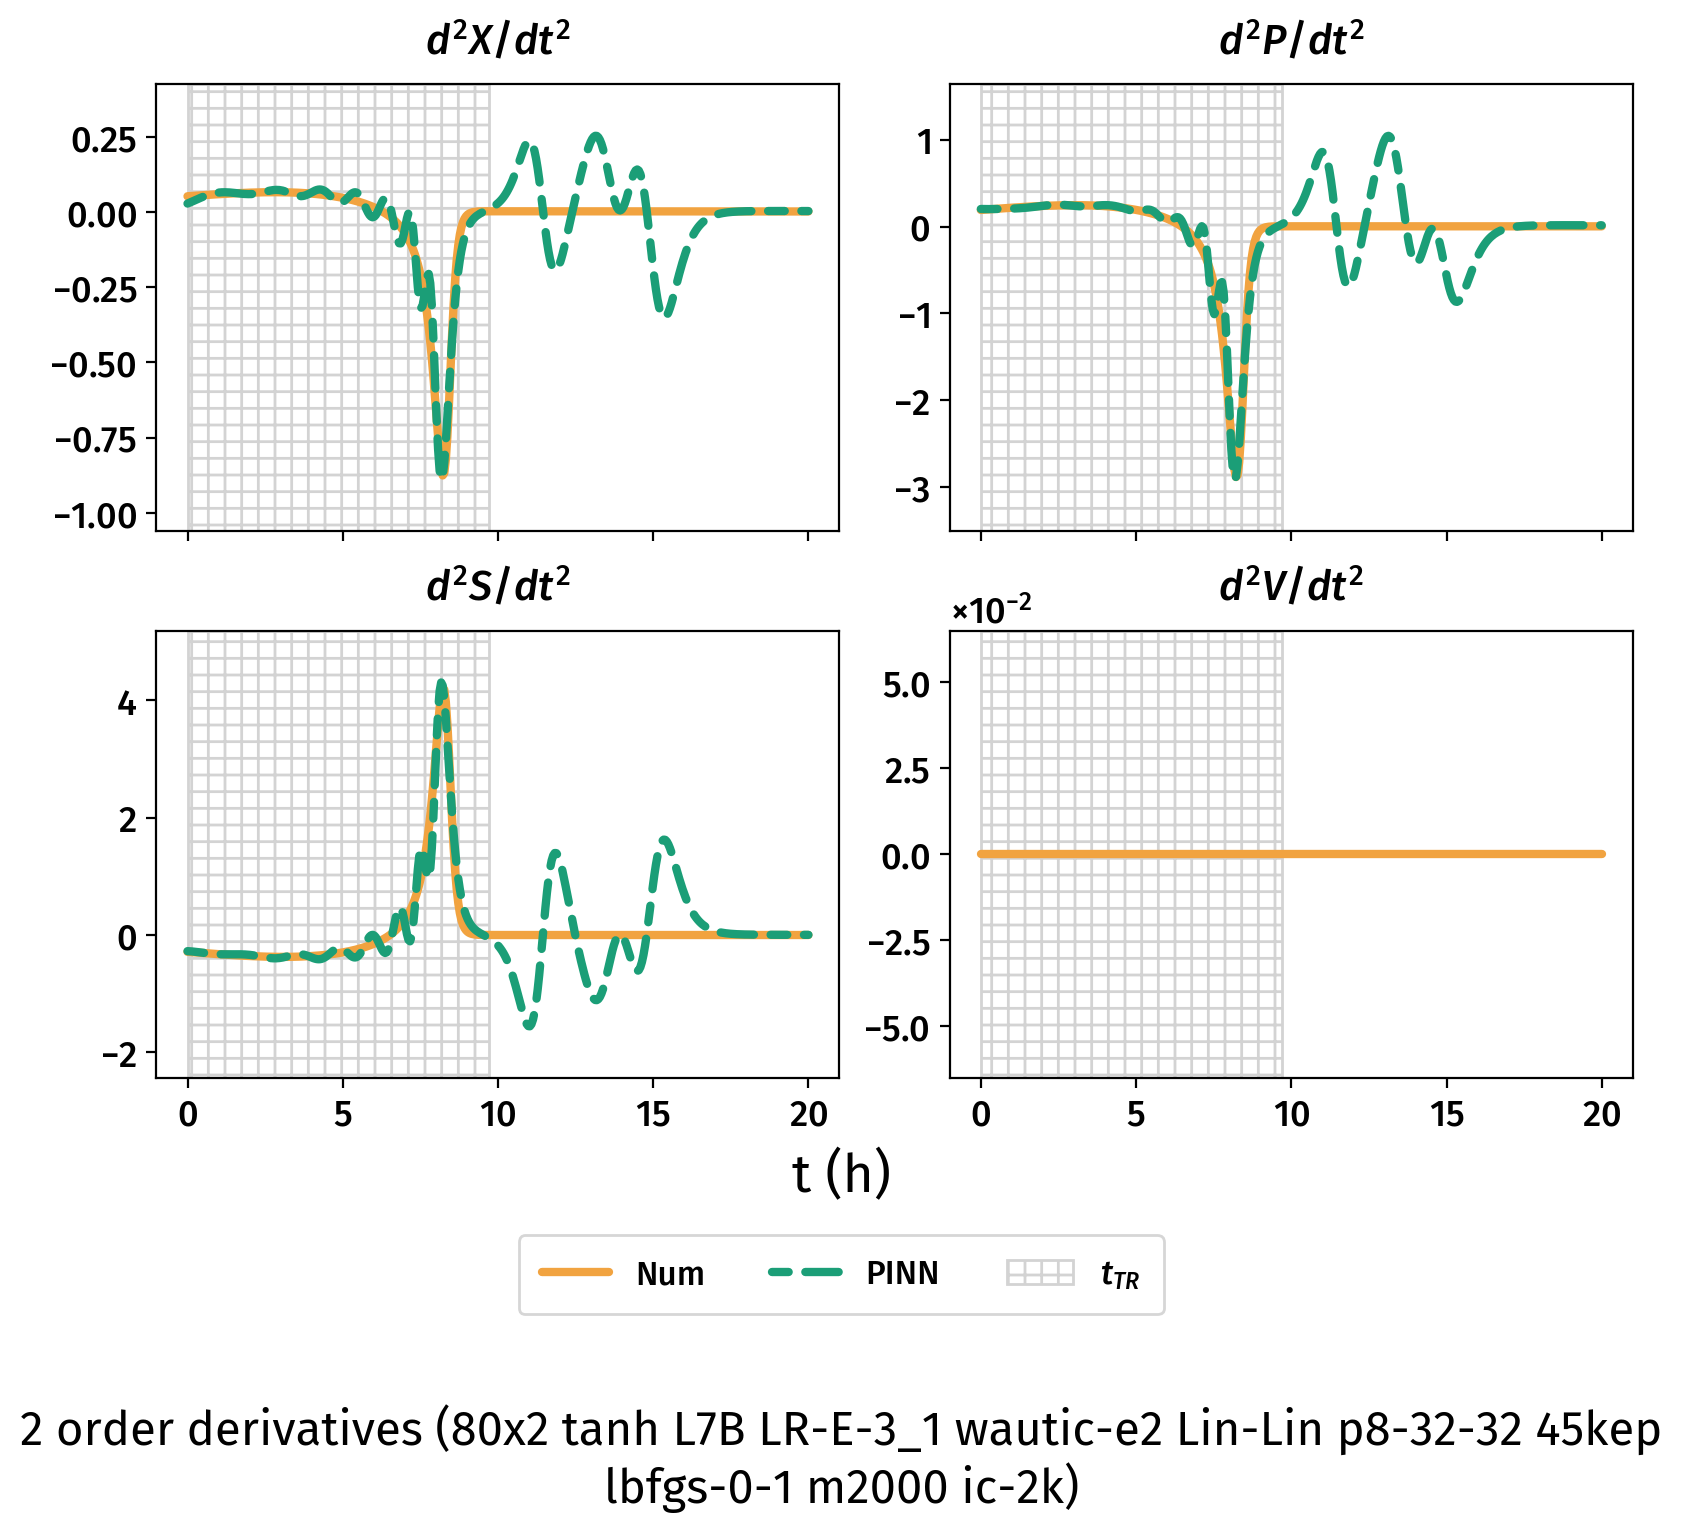 d²X/dt²
d²P/dt²
0.25
0.00
−0.25
−0.50
−0.75
−1.00
1
0
−1
−2
−3
d²S/dt²
d²V/dt²
×10⁻²
4
2
0
−2
5.0
2.5
0.0
−2.5
−5.0
0 5 10 15 20
0 5 10 15 20
t (h)
Num PINN t_TR
2 order derivatives (80x2 tanh L7B LR-E-3_1 wautic-e2 Lin-Lin p8-32-32 45kep
lbfgs-0-1 m2000 ic-2k)